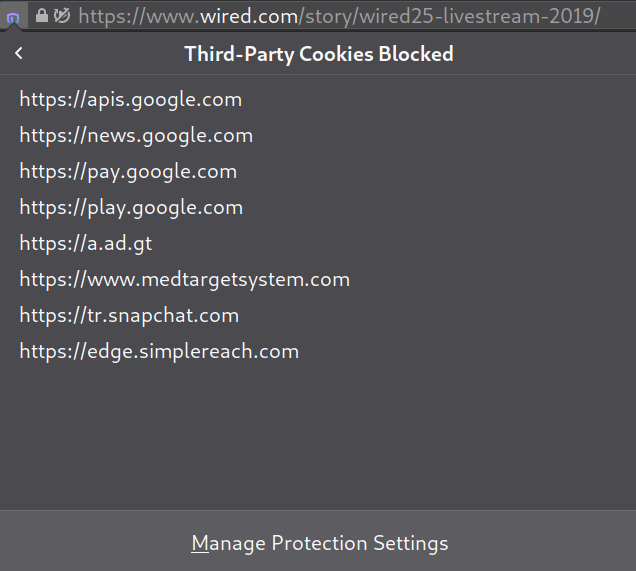 https://www.wired.com/story/wired25-livestream-2019/
Third-Party Cookies Blocked
https://apis.google.com
https://news.google.com
https://pay.google.com
https://play.google.com
https://a.ad.gt
https://www.medtargetsystem.com
https://tr.snapchat.com
https://edge.simplereach.com
Manage Protection Settings